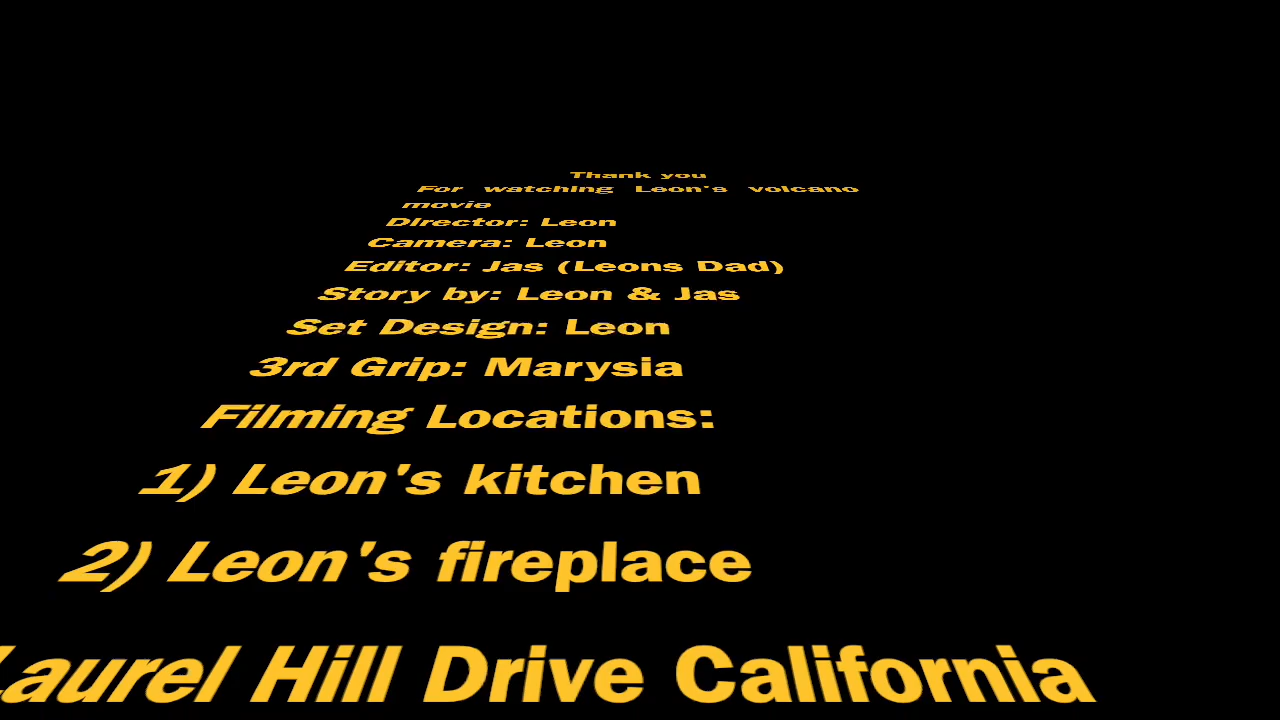 Thank you
For watching Leon's volcano
movie
Director: Leon
Camera: Leon
Editor: Jas (Leons Dad)
Story by: Leon & Jas
Set Design: Leon
3rd Grip: Marysia
Filming Locations:
1) Leon's kitchen
2) Leon's fireplace
Laurel Hill Drive California